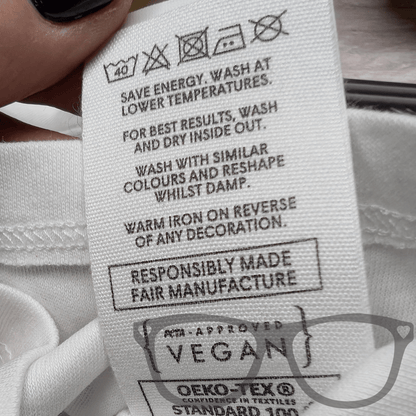 40
SAVE ENERGY. WASH AT
LOWER TEMPERATURES.
FOR BEST RESULTS, WASH
AND DRY INSIDE OUT.
WASH WITH SIMILAR
COLOURS AND RESHAPE
WHILST DAMP.
WARM IRON ON REVERSE
OF ANY DECORATION.
RESPONSIBLY MADE
FAIR MANUFACTURE
PETA-APPROVED
VEGAN
OEKO-TEX®
CONFIDENCE IN TEXTILES
STANDARD 100